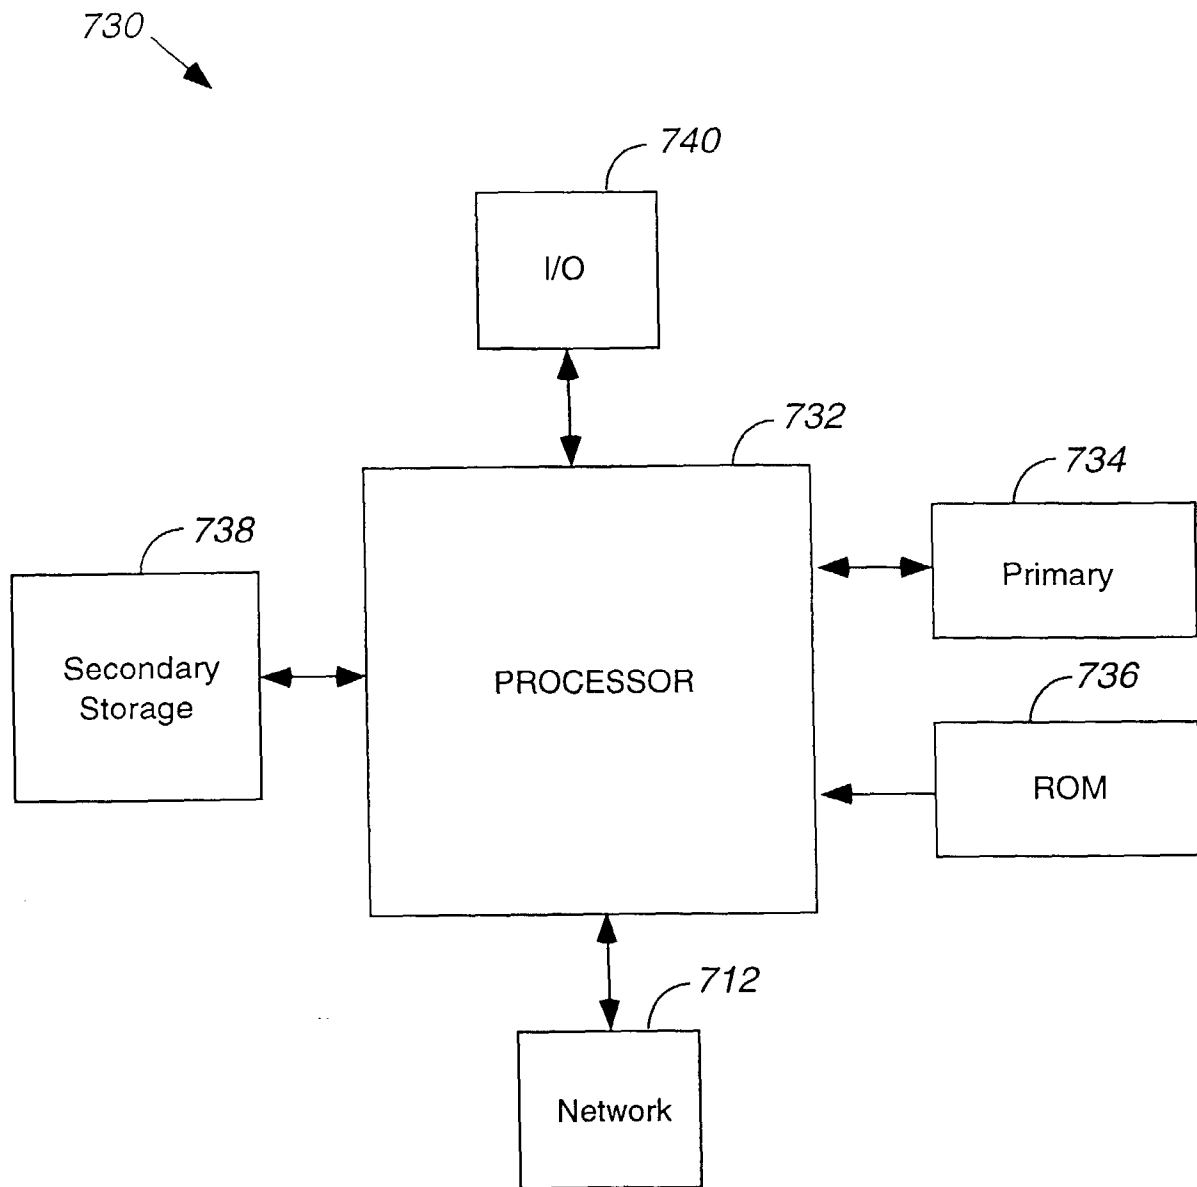 730
740
I/O
732
734
738
Primary
Secondary
Storage
PROCESSOR
736
ROM
712
Network